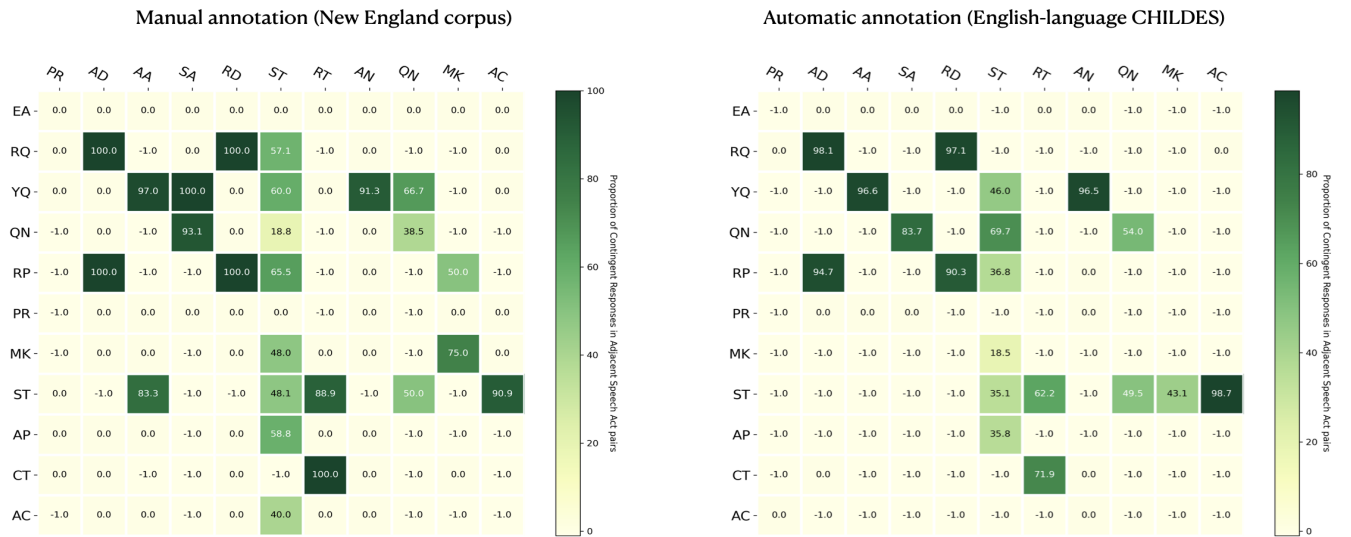 Manual annotation (New England corpus)
PR AD AA SA RD ST RT AN QN MK AC
EA 0.0 0.0 0.0 0.0 0.0 0.0 0.0 0.0 0.0 0.0 0.0
RQ 0.0 100.0 -1.0 0.0 100.0 57.1 -1.0 0.0 -1.0 -1.0 0.0
YQ 0.0 0.0 97.0 100.0 0.0 60.0 0.0 91.3 66.7 -1.0 0.0
QN -1.0 0.0 -1.0 93.1 0.0 18.8 -1.0 0.0 38.5 -1.0 -1.0
RP -1.0 100.0 -1.0 -1.0 100.0 65.5 -1.0 0.0 -1.0 50.0 -1.0
PR -1.0 0.0 0.0 0.0 0.0 -1.0 -1.0 0.0 -1.0 -1.0 -1.0
MK -1.0 0.0 0.0 -1.0 0.0 48.0 0.0 0.0 -1.0 75.0 0.0
ST 0.0 -1.0 83.3 -1.0 -1.0 48.1 88.9 -1.0 50.0 -1.0 90.9
AP 0.0 0.0 0.0 -1.0 0.0 58.8 -1.0 0.0 -1.0 -1.0 -1.0
CT 0.0 0.0 -1.0 -1.0 0.0 -1.0 100.0 0.0 -1.0 0.0 -1.0
AC -1.0 0.0 0.0 -1.0 0.0 40.0 -1.0 0.0 -1.0 -1.0 -1.0
100
80
60
40
20
0
Proportion of Contingent Responses in Adjacent Speech Act pairs
Automatic annotation (English-language CHILDES)
PR AD AA SA RD ST RT AN QN MK AC
EA -1.0 0.0 0.0 0.0 0.0 -1.0 0.0 0.0 -1.0 -1.0 -1.0
RQ 0.0 98.1 -1.0 -1.0 97.1 -1.0 -1.0 0.0 -1.0 -1.0 0.0
YQ -1.0 -1.0 96.6 -1.0 -1.0 46.0 -1.0 96.5 -1.0 -1.0 -1.0
QN -1.0 -1.0 -1.0 83.7 -1.0 69.7 -1.0 -1.0 54.0 -1.0 -1.0
RP -1.0 94.7 -1.0 -1.0 90.3 36.8 -1.0 0.0 -1.0 -1.0 -1.0
PR -1.0 0.0 0.0 0.0 0.0 -1.0 -1.0 0.0 -1.0 -1.0 -1.0
MK -1.0 -1.0 -1.0 -1.0 -1.0 18.5 -1.0 -1.0 -1.0 -1.0 -1.0
ST -1.0 -1.0 -1.0 -1.0 -1.0 35.1 62.2 -1.0 49.5 43.1 98.7
AP -1.0 -1.0 -1.0 -1.0 -1.0 35.8 -1.0 -1.0 -1.0 -1.0 -1.0
CT -1.0 0.0 -1.0 -1.0 -1.0 -1.0 71.9 -1.0 -1.0 -1.0 -1.0
AC 0.0 -1.0 -1.0 -1.0 -1.0 -1.0 -1.0 0.0 -1.0 -1.0 -1.0
80
60
40
20
0
Proportion of Contingent Responses in Adjacent Speech Act pairs